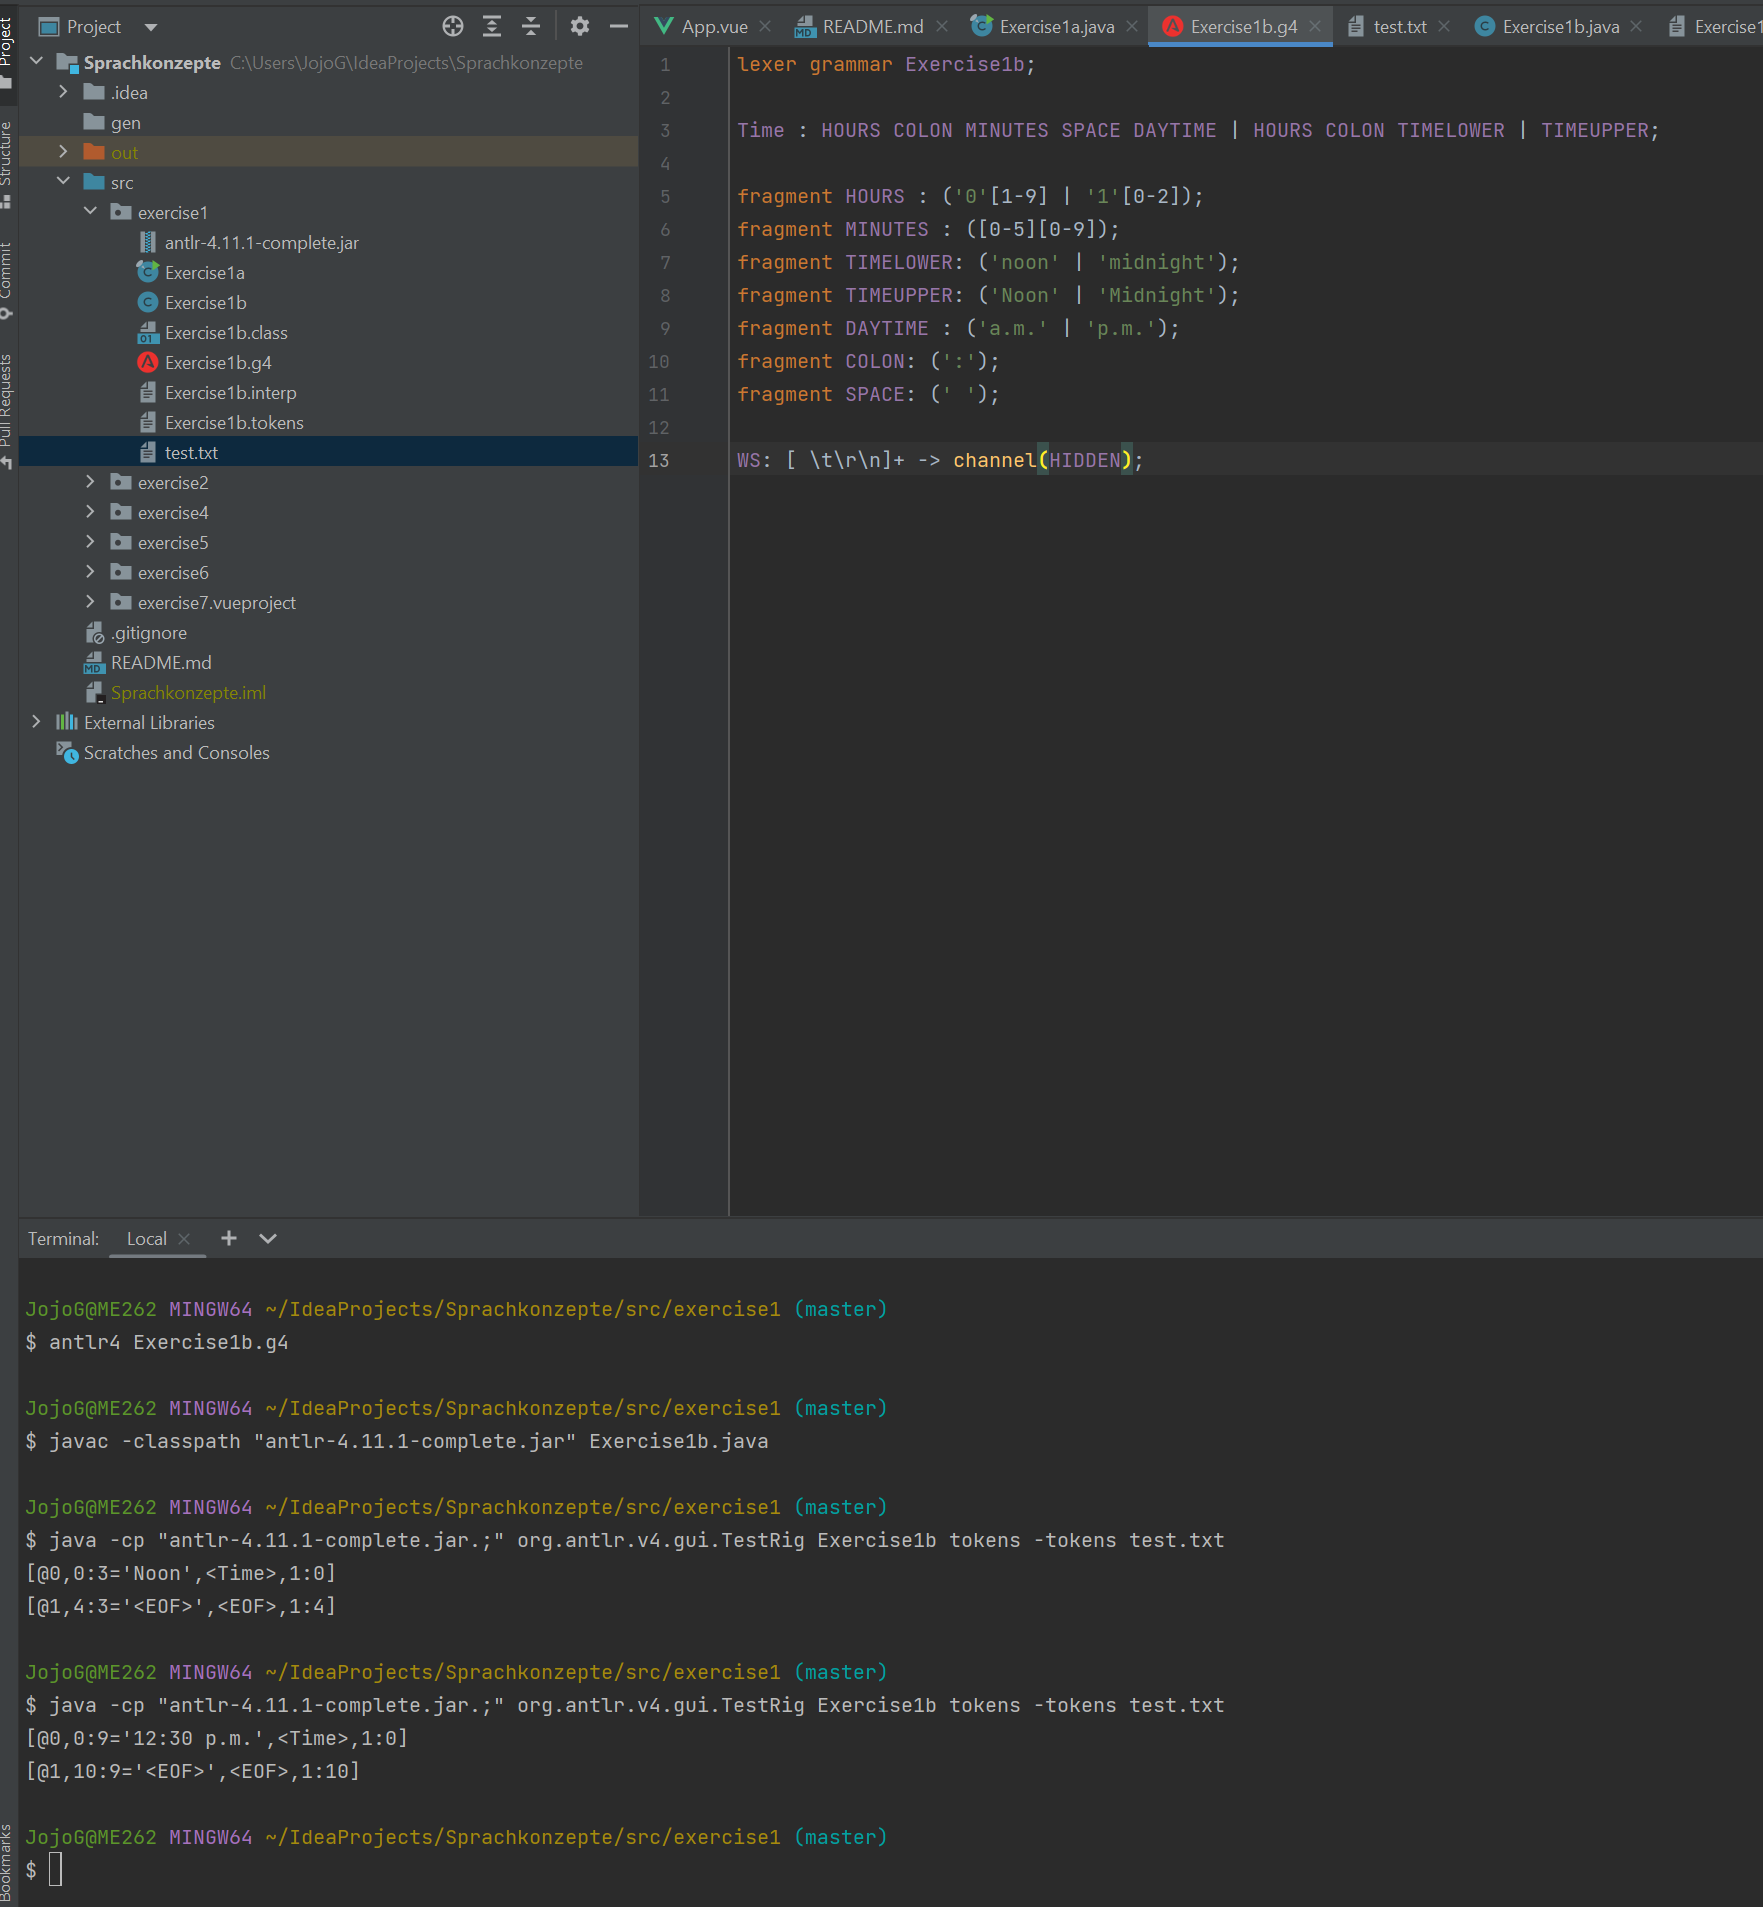 Project
App.vue
README.md
Exercise1a.java
Exercise1b.g4
test.txt
Exercise1b.java
Exercise1
Project
Structure
Commit
Pull Requests
Bookmarks
Sprachkonzepte C:\Users\JojoG\IdeaProjects\Sprachkonzepte
.idea
gen
out
src
exercise1
antlr-4.11.1-complete.jar
Exercise1a
Exercise1b
Exercise1b.class
Exercise1b.g4
Exercise1b.interp
Exercise1b.tokens
test.txt
exercise2
exercise4
exercise5
exercise6
exercise7.vueproject
.gitignore
README.md
Sprachkonzepte.iml
External Libraries
Scratches and Consoles
1 lexer grammar Exercise1b;
2
3 Time : HOURS COLON MINUTES SPACE DAYTIME | HOURS COLON TIMELOWER | TIMEUPPER;
4
5 fragment HOURS : ('0'[1-9] | '1'[0-2]);
6 fragment MINUTES : ([0-5][0-9]);
7 fragment TIMELOWER: ('noon' | 'midnight');
8 fragment TIMEUPPER: ('Noon' | 'Midnight');
9 fragment DAYTIME : ('a.m.' | 'p.m.');
10 fragment COLON: (':');
11 fragment SPACE: (' ');
12
13 WS: [ \t\r\n]+ -> channel(HIDDEN);
Terminal: Local
JojoG@ME262 MINGW64 ~/IdeaProjects/Sprachkonzepte/src/exercise1 (master)
$ antlr4 Exercise1b.g4
JojoG@ME262 MINGW64 ~/IdeaProjects/Sprachkonzepte/src/exercise1 (master)
$ javac -classpath "antlr-4.11.1-complete.jar" Exercise1b.java
JojoG@ME262 MINGW64 ~/IdeaProjects/Sprachkonzepte/src/exercise1 (master)
$ java -cp "antlr-4.11.1-complete.jar.;" org.antlr.v4.gui.TestRig Exercise1b tokens -tokens test.txt
[@0,0:3='Noon',<Time>,1:0]
[@1,4:3='<EOF>',<EOF>,1:4]
JojoG@ME262 MINGW64 ~/IdeaProjects/Sprachkonzepte/src/exercise1 (master)
$ java -cp "antlr-4.11.1-complete.jar.;" org.antlr.v4.gui.TestRig Exercise1b tokens -tokens test.txt
[@0,0:9='12:30 p.m.',<Time>,1:0]
[@1,10:9='<EOF>',<EOF>,1:10]
JojoG@ME262 MINGW64 ~/IdeaProjects/Sprachkonzepte/src/exercise1 (master)
$